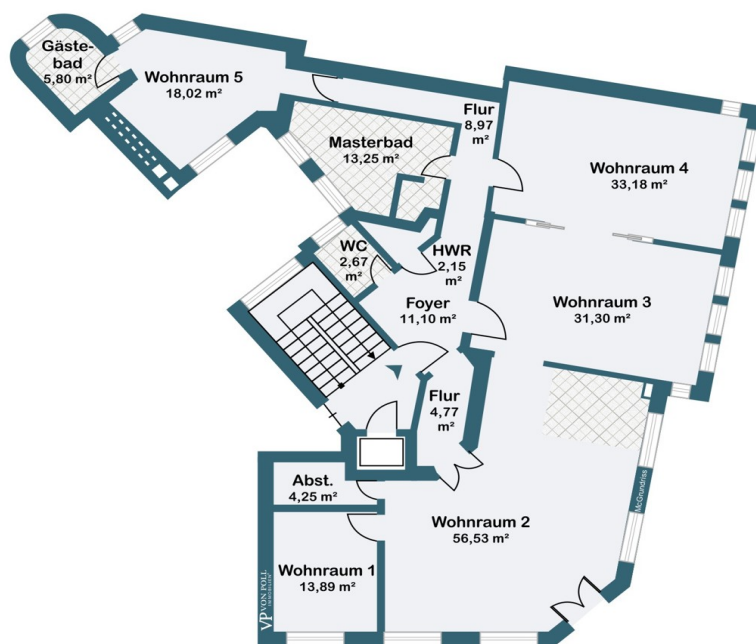 Gäste-
bad
5,80 m²
Wohnraum 5
18,02 m²
Flur
8,97
m²
Masterbad
13,25 m²
Wohnraum 4
33,18 m²
WC
2,67
m²
HWR
2,15
m²
Foyer
11,10 m²
Wohnraum 3
31,30 m²
Flur
4,77
m²
Abst.
4,25 m²
Wohnraum 2
56,53 m²
McGrundriss
Wohnraum 1
13,89 m²
VP VON POLL
IMMOBILIEN